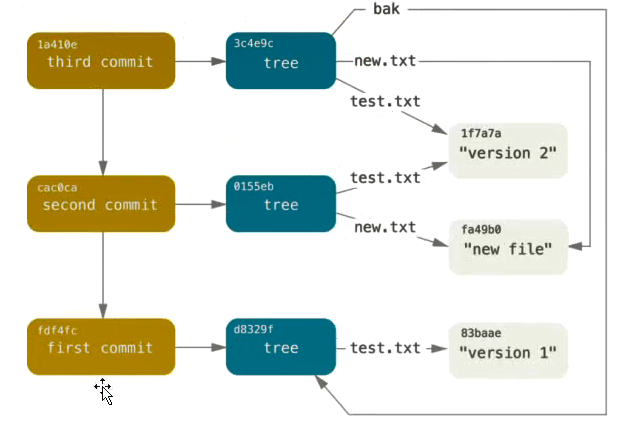 bak
1a410e
third commit
3c4e9c
tree
new.txt
test.txt
1f7a7a
"version 2"
cac0ca
second commit
0155eb
tree
test.txt
new.txt
fa49b0
"new file"
fdf4fc
first commit
d8329f
tree
test.txt
83baae
"version 1"